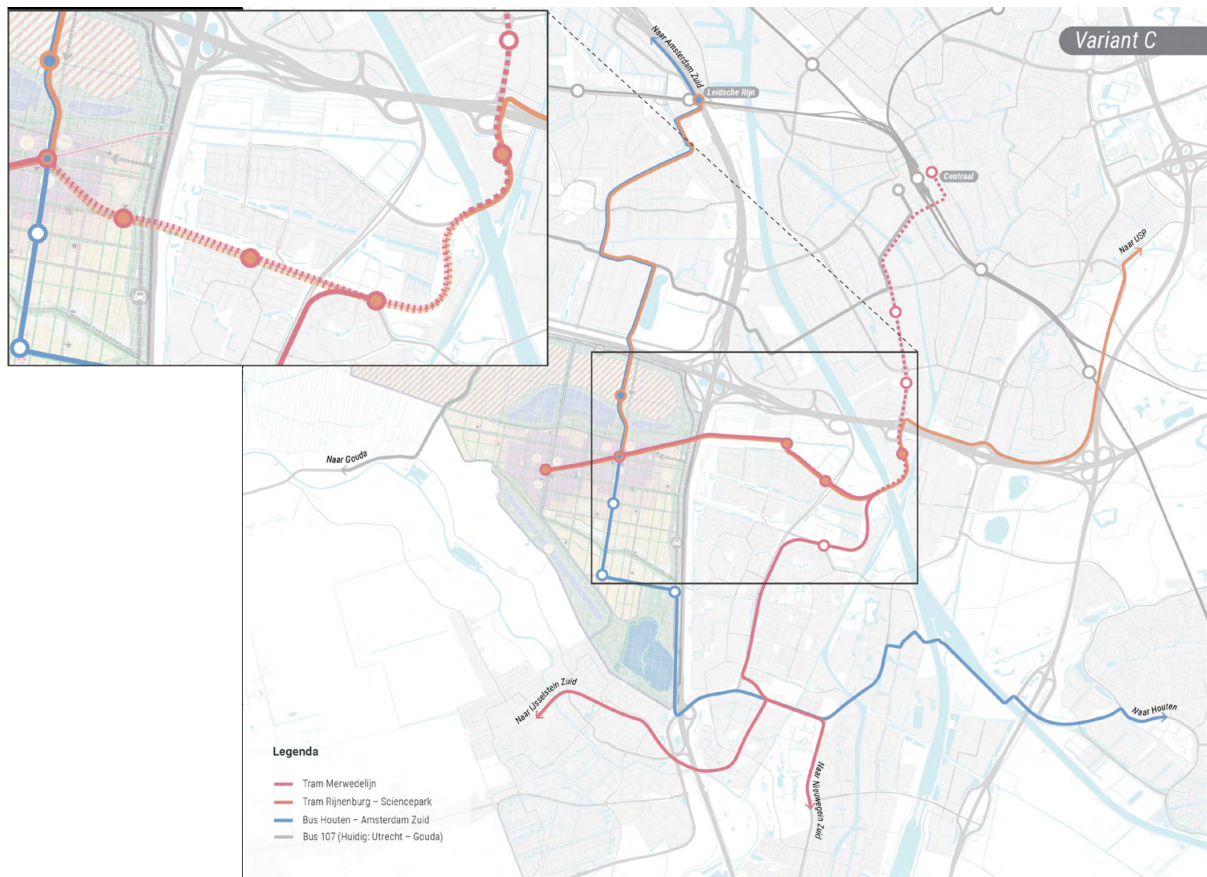 Variant C
Naar Amsterdam Zuid
Leidsche Rijn
Centraal
Naar USP
Naar Gouda
Naar IJsselstein Zuid
Naar Nieuwegein Zuid
Naar Houten
Legenda
Tram Merwedelijn
Tram Rijnenburg – Sciencepark
Bus Houten – Amsterdam Zuid
Bus 107 (Huidig: Utrecht – Gouda)